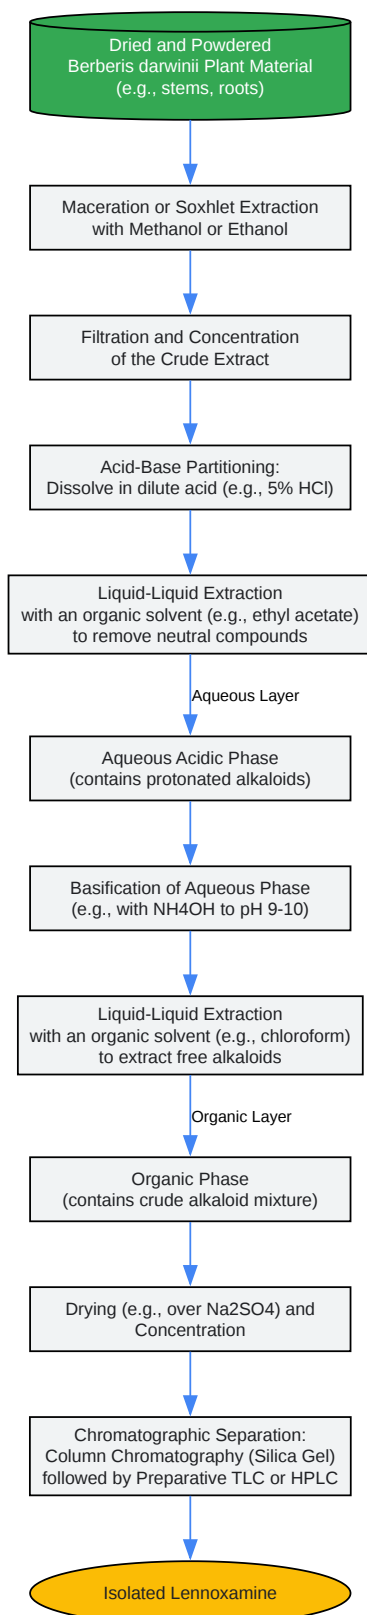 Dried and Powdered
Berberis darwinii Plant Material
(e.g., stems, roots)
Maceration or Soxhlet Extraction
with Methanol or Ethanol
Filtration and Concentration
of the Crude Extract
Acid-Base Partitioning:
Dissolve in dilute acid (e.g., 5% HCl)
Liquid-Liquid Extraction
with an organic solvent (e.g., ethyl acetate)
to remove neutral compounds
Aqueous Layer
Aqueous Acidic Phase
(contains protonated alkaloids)
Basification of Aqueous Phase
(e.g., with NH4OH to pH 9-10)
Liquid-Liquid Extraction
with an organic solvent (e.g., chloroform)
to extract free alkaloids
Organic Layer
Organic Phase
(contains crude alkaloid mixture)
Drying (e.g., over Na2SO4) and
Concentration
Chromatographic Separation:
Column Chromatography (Silica Gel)
followed by Preparative TLC or HPLC
Isolated Lennoxamine